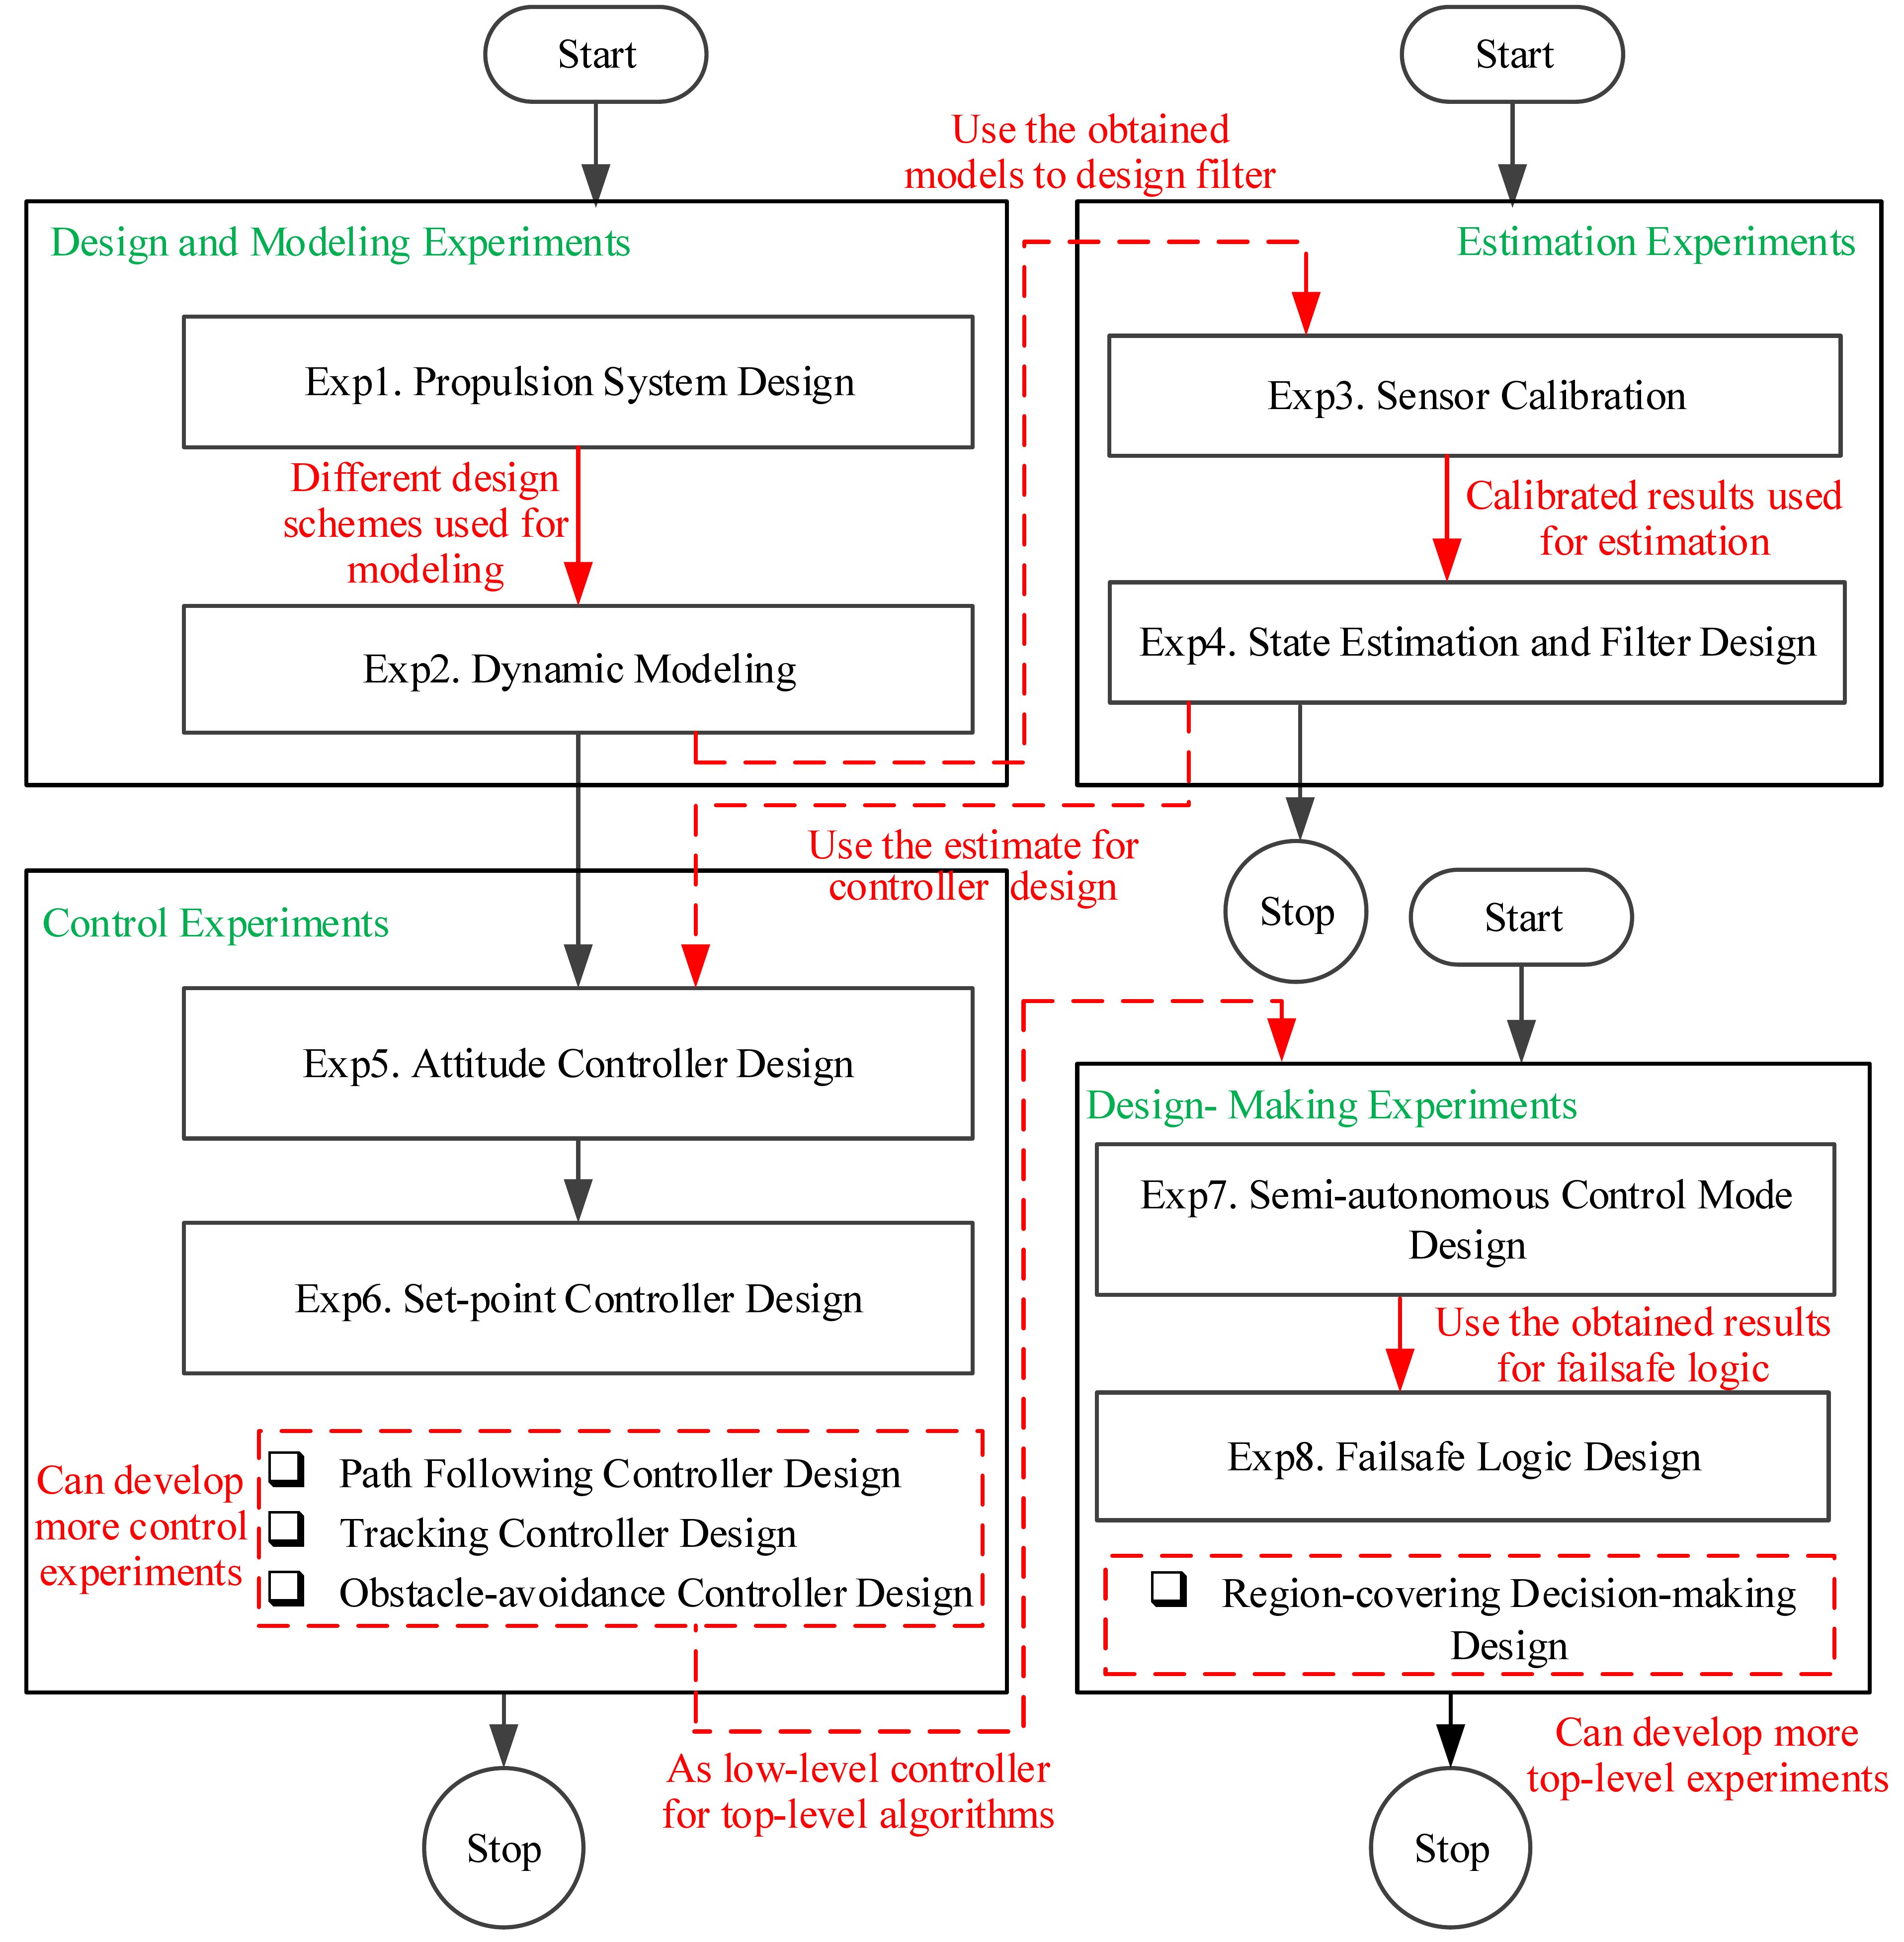 Start
Start
Use the obtained
models to design filter
Design and Modeling Experiments
Exp1. Propulsion System Design
Different design
schemes used for
modeling
Exp2. Dynamic Modeling
Estimation Experiments
Exp3. Sensor Calibration
Calibrated results used
for estimation
Exp4. State Estimation and Filter Design
Use the estimate for
controller design
Stop
Start
Control Experiments
Exp5. Attitude Controller Design
Exp6. Set-point Controller Design
Can develop
more control
experiments
Path Following Controller Design
Tracking Controller Design
Obstacle-avoidance Controller Design
Design- Making Experiments
Exp7. Semi-autonomous Control Mode
Design
Use the obtained results
for failsafe logic
Exp8. Failsafe Logic Design
Region-covering Decision-making
Design
As low-level controller
for top-level algorithms
Can develop more
top-level experiments
Stop
Stop